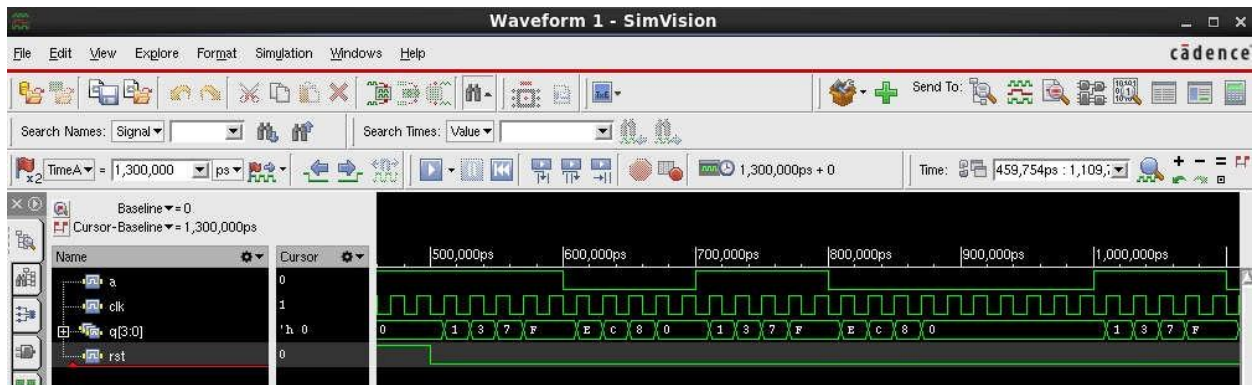 Waveform 1 - SimVision
File Edit View Explore Format Simulation Windows Help
cādence
Send To:
Search Names: Signal
Search Times: Value
x2 TimeA = 1,300,000 ps
1,300,000ps + 0
Time: 459,754ps : 1,109,
Baseline = 0
Cursor-Baseline = 1,300,000ps
Name Cursor
500,000ps 600,000ps 700,000ps 800,000ps 900,000ps 1,000,000ps
a 0
clk 1
q[3:0] 'h 0 0 1 3 7 F E C 8 0 1 3 7 F E C 8 0 1 3 7 F
rst 0